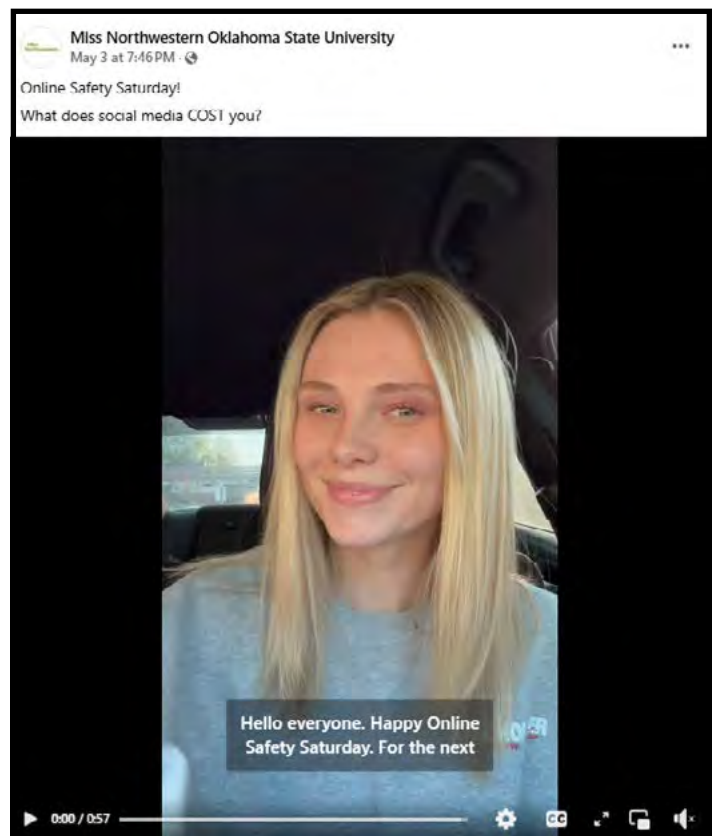 Miss Northwestern Oklahoma State University
May 3 at 7:46 PM ·
Online Safety Saturday!
What does social media COST you?
Hello everyone. Happy Online
Safety Saturday. For the next
0:00 / 0:57
CC